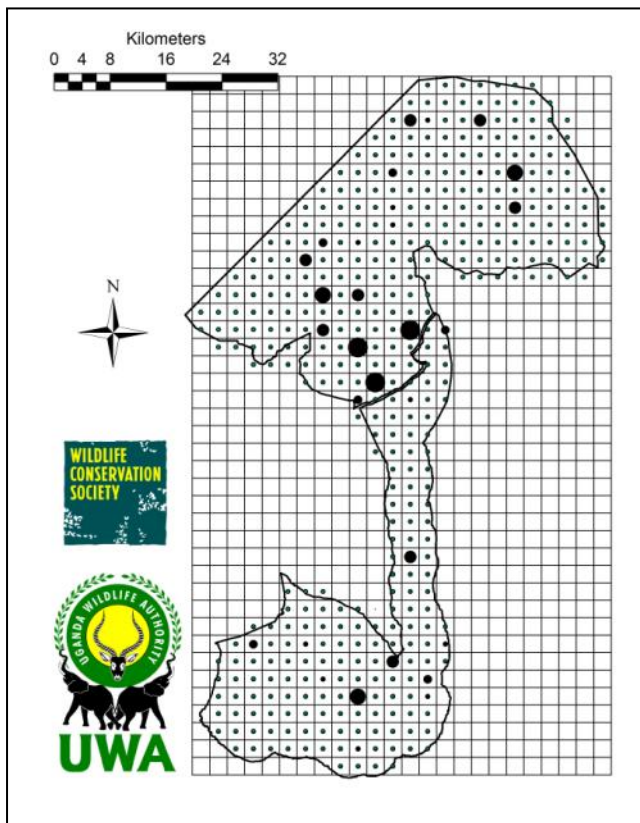 Kilometers
0 4 8 16 24 32
N
WILDLIFE
CONSERVATION
SOCIETY
UGANDA WILDLIFE AUTHORITY
UWA